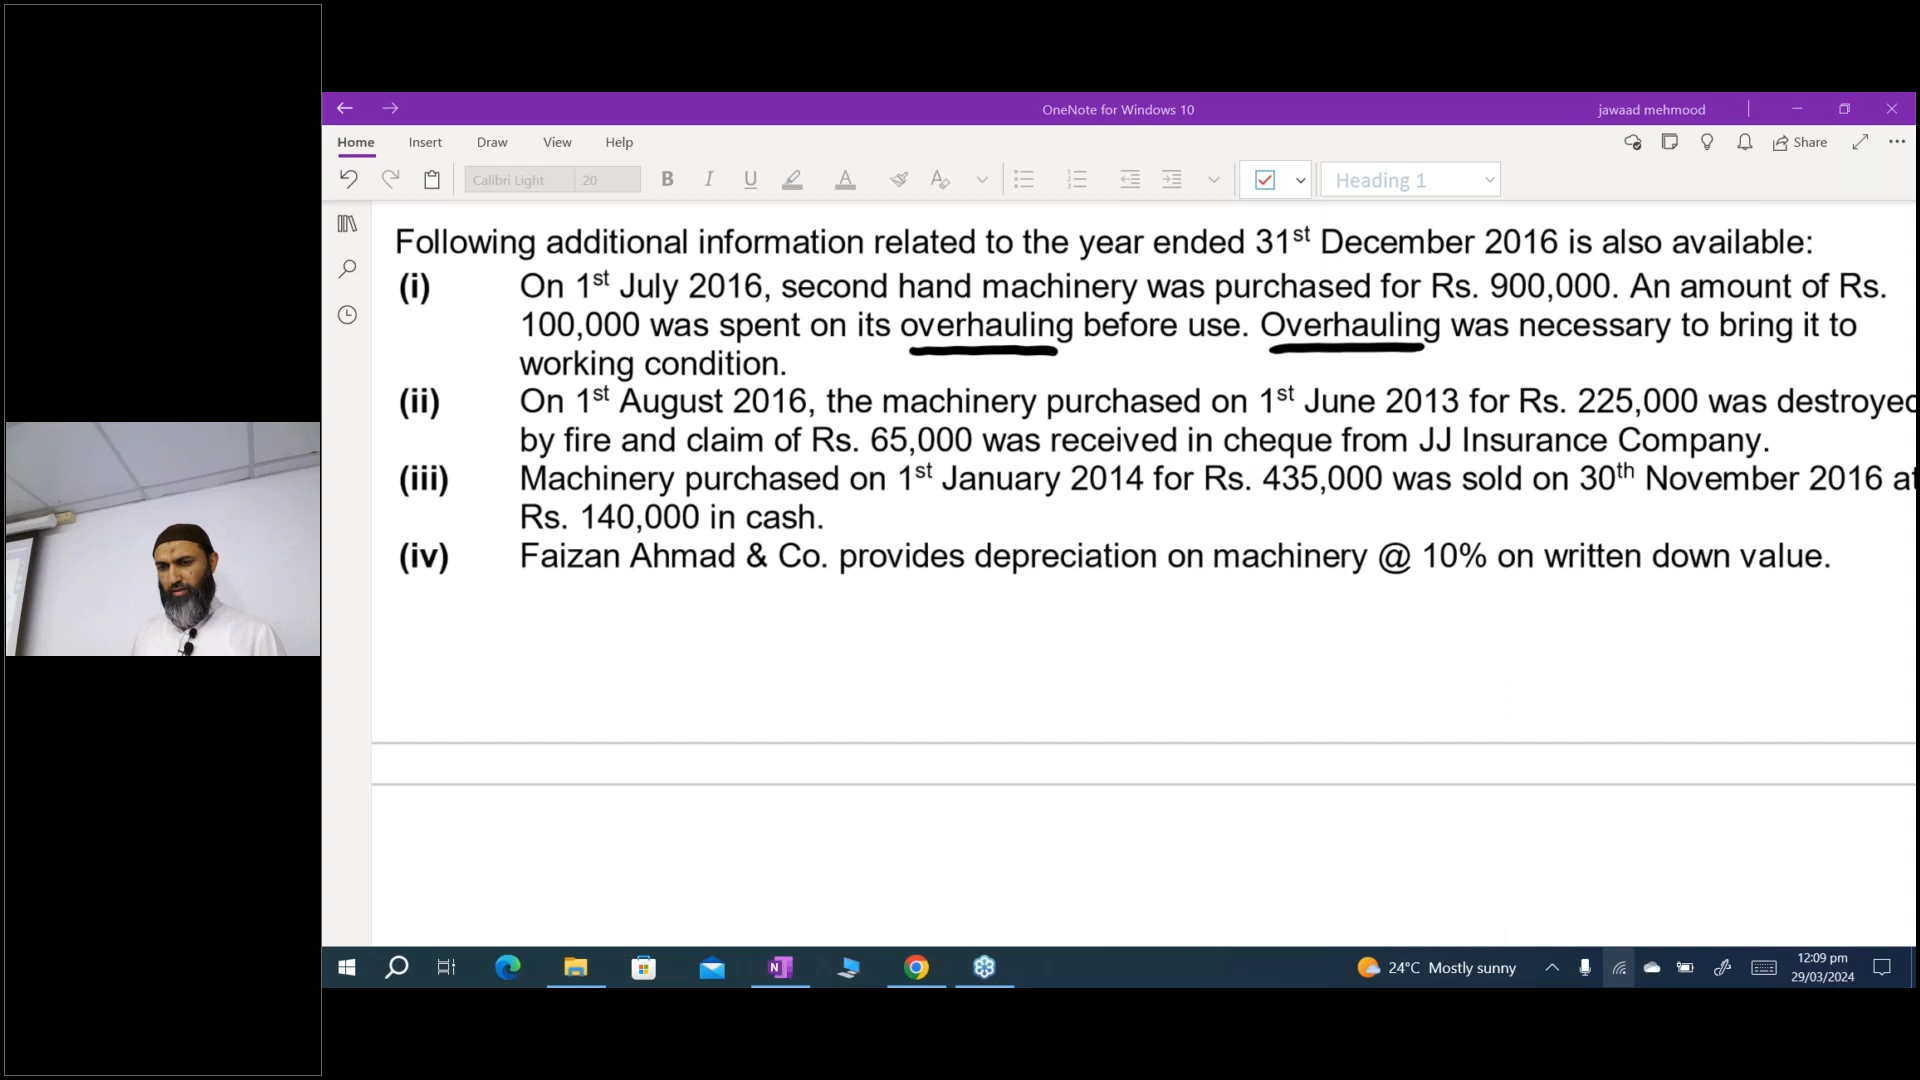 OneNote for Windows 10
jawaad mehmood
Home Insert Draw View Help
Share
Calibri Light 20
B I U A A
Heading 1
Following additional information related to the year ended 31st December 2016 is also available:
(i) On 1st July 2016, second hand machinery was purchased for Rs. 900,000. An amount of Rs.
100,000 was spent on its overhauling before use. Overhauling was necessary to bring it to
working condition.
(ii) On 1st August 2016, the machinery purchased on 1st June 2013 for Rs. 225,000 was destroyed
by fire and claim of Rs. 65,000 was received in cheque from JJ Insurance Company.
(iii) Machinery purchased on 1st January 2014 for Rs. 435,000 was sold on 30th November 2016 at
Rs. 140,000 in cash.
(iv) Faizan Ahmad & Co. provides depreciation on machinery @ 10% on written down value.
24°C Mostly sunny
12:09 pm
29/03/2024